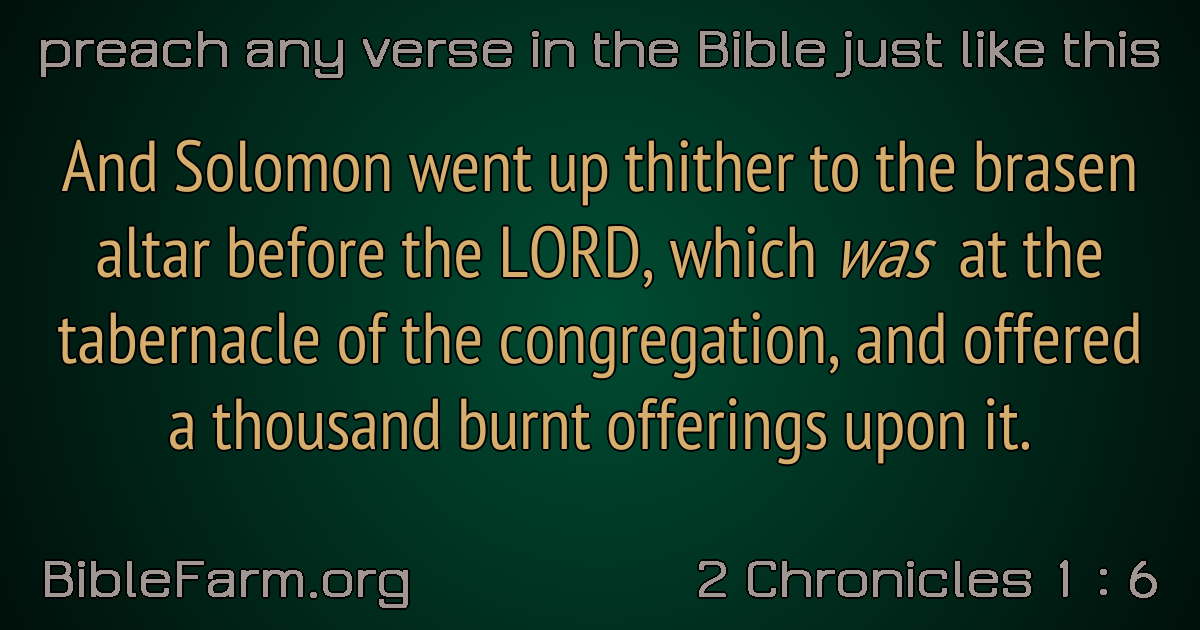 preach any verse in the Bible just like this
And Solomon went up thither to the brasen
altar before the LORD, which was at the
tabernacle of the congregation, and offered
a thousand burnt offerings upon it.
BibleFarm.org
2 Chronicles 1 : 6